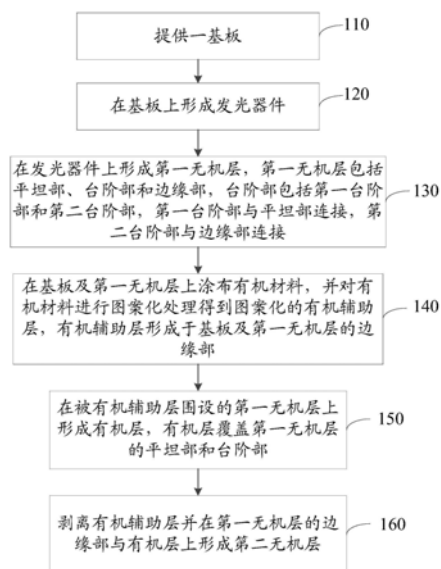 提供一基板
110
在基板上形成发光器件
120
在发光器件上形成第一无机层，第一无机层包括
平坦部、台阶部和边缘部，台阶部包括第一台阶
部和第二台阶部，第一台阶部与平坦部连接，第
二台阶部与边缘部连接
130
在基板及第一无机层上涂布有机材料，并对有
机材料进行图案化处理得到图案化的有机辅助
层，有机辅助层形成于基板及第一无机层的边
缘部
140
在被有机辅助层围设的第一无机层上
形成有机层，有机层覆盖第一无机层
的平坦部和台阶部
150
剥离有机辅助层并在第一无机层的边
缘部与有机层上形成第二无机层
160